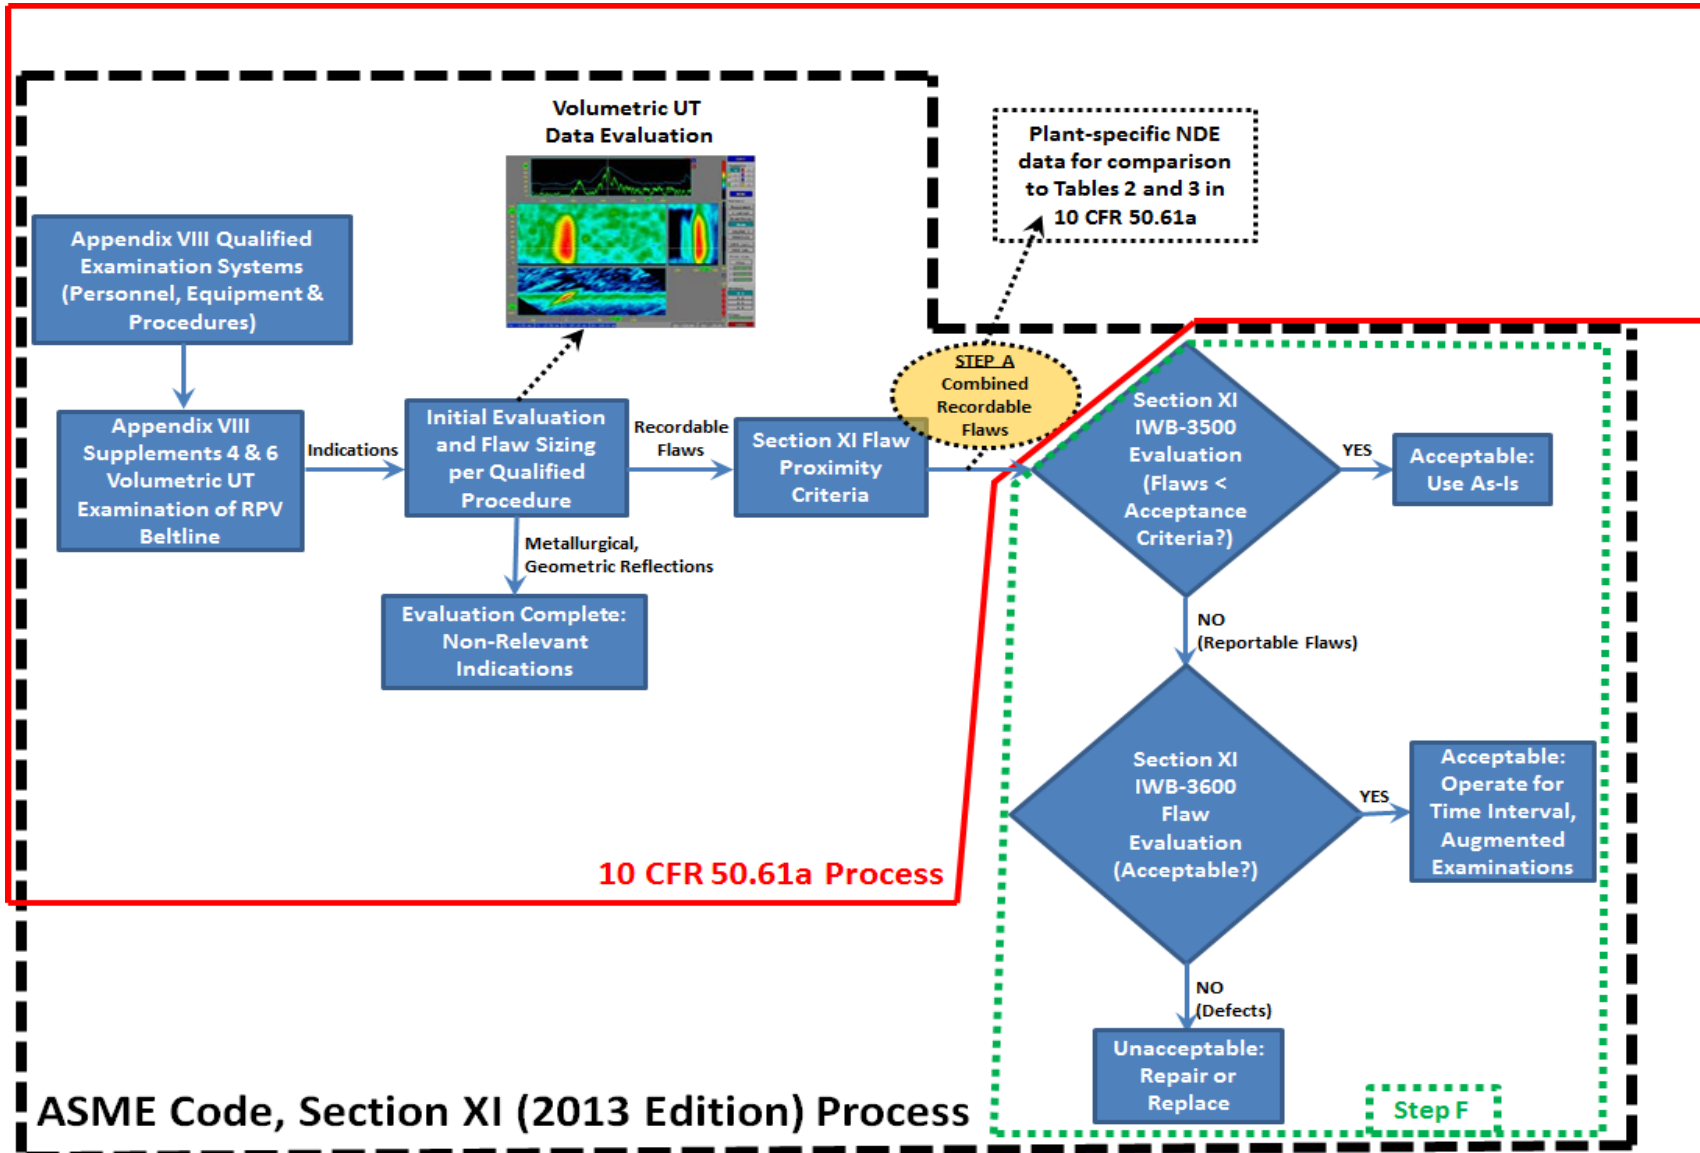 Volumetric UT
Data Evaluation
Plant-specific NDE
data for comparison
to Tables 2 and 3 in
10 CFR 50.61a
Appendix VIII Qualified
Examination Systems
(Personnel, Equipment &
Procedures)
Appendix VIII
Supplements 4 & 6
Volumetric UT
Examination of RPV
Beltline
Indications
Initial Evaluation
and Flaw Sizing
per Qualified
Procedure
Recordable
Flaws
Section XI Flaw
Proximity
Criteria
STEP A
Combined
Recordable
Flaws
Section XI
IWB-3500
Evaluation
(Flaws <
Acceptance
Criteria?)
YES
Acceptable:
Use As-Is
Metallurgical,
Geometric Reflections
Evaluation Complete:
Non-Relevant
Indications
NO
(Reportable Flaws)
Section XI
IWB-3600
Flaw
Evaluation
(Acceptable?)
YES
Acceptable:
Operate for
Time Interval,
Augmented
Examinations
10 CFR 50.61a Process
NO
(Defects)
Unacceptable:
Repair or
Replace
Step F
ASME Code, Section XI (2013 Edition) Process